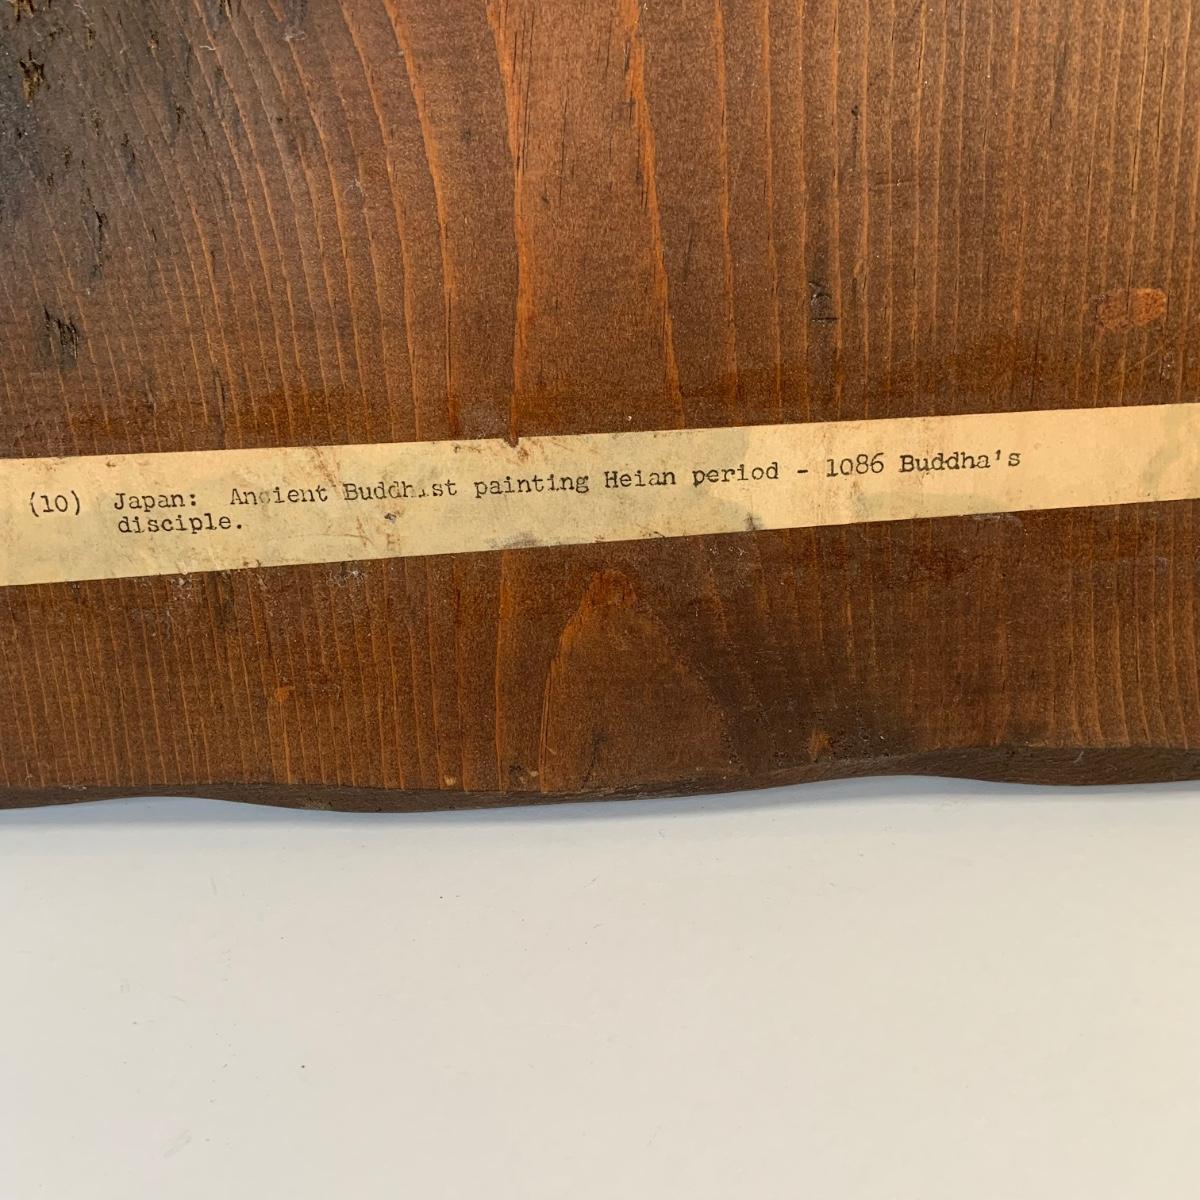 (10) Japan: Ancient Buddhist painting Heian period - 1086 Buddha's
disciple.